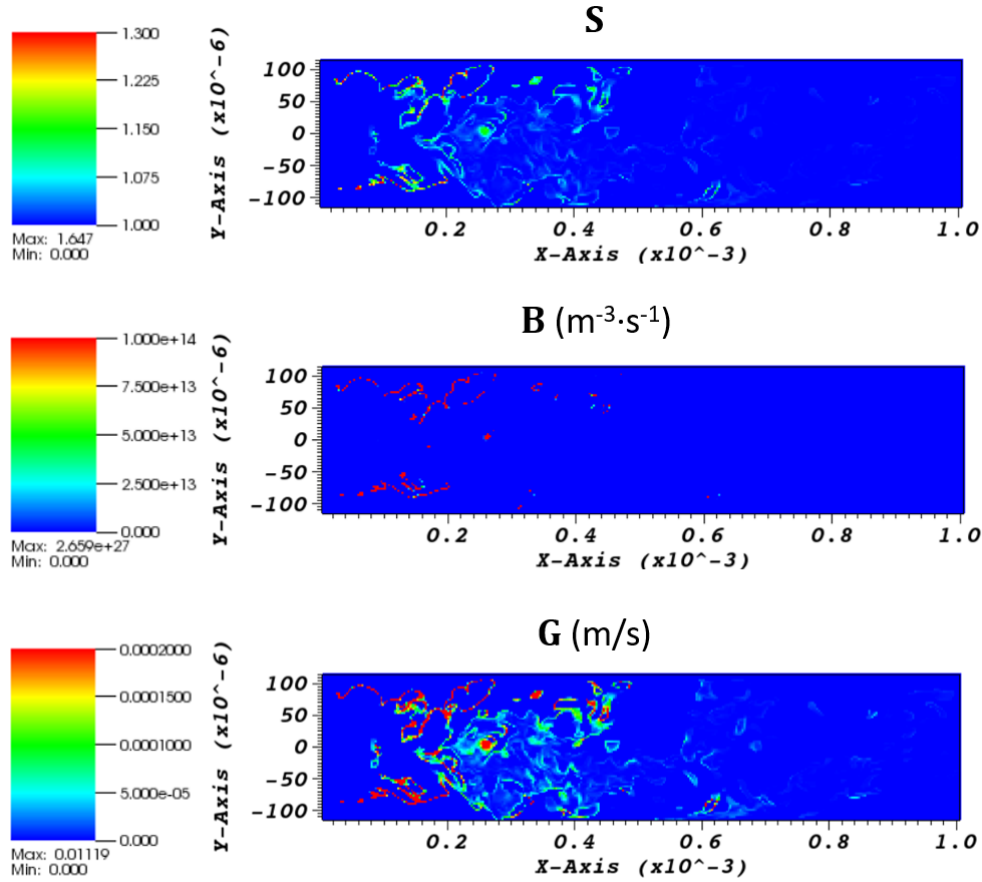 S
1.300
1.225
1.150
1.075
1.000
Max: 1.647
Min: 0.000
Y-Axis (x10^-6)
100
50
0
-50
-100
0.2 0.4 0.6 0.8 1.0
X-Axis (x10^-3)
B (m-3·s-1)
1.000e+14
7.500e+13
5.000e+13
2.500e+13
0.000
Max: 2.659e+27
Min: 0.000
Y-Axis (x10^-6)
100
50
0
-50
-100
0.2 0.4 0.6 0.8 1.0
X-Axis (x10^-3)
G (m/s)
0.0002000
0.0001500
0.0001000
5.000e-05
0.000
Max: 0.01119
Min: 0.000
Y-Axis (x10^-6)
100
50
0
-50
-100
0.2 0.4 0.6 0.8 1.0
X-Axis (x10^-3)